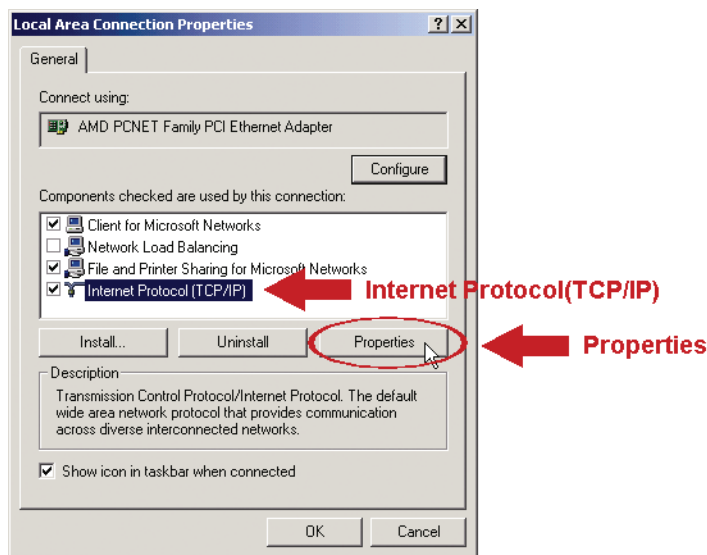 Local Area Connection Properties
General
Connect using:
AMD PCNET Family PCI Ethernet Adapter
Configure
Components checked are used by this connection:
Client for Microsoft Networks
Network Load Balancing
File and Printer Sharing for Microsoft Networks
Internet Protocol (TCP/IP)
Internet Protocol(TCP/IP)
Install...
Uninstall
Properties
Properties
Description
Transmission Control Protocol/Internet Protocol. The default
wide area network protocol that provides communication
across diverse interconnected networks.
Show icon in taskbar when connected
OK
Cancel